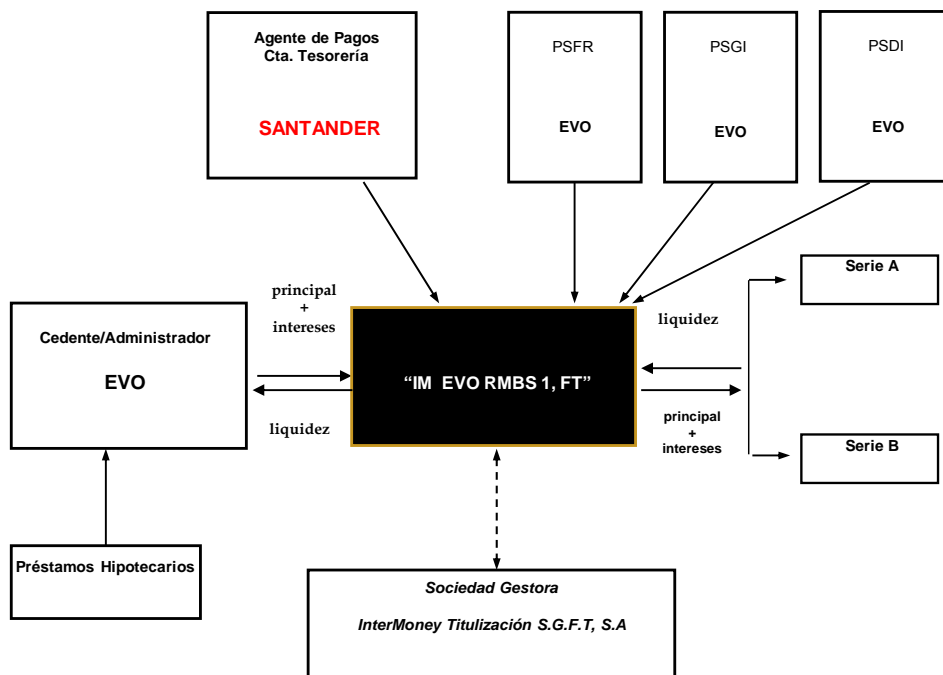 Agente de Pagos
Cta. Tesorería
SANTANDER
PSFR
EVO
PSGI
EVO
PSDI
EVO
Serie A
principal
+
intereses
liquidez
Cedente/Administrador
EVO
“IM EVO RMBS 1, FT”
liquidez
principal
+
intereses
Serie B
Préstamos Hipotecarios
Sociedad Gestora
InterMoney Titulización S.G.F.T, S.A